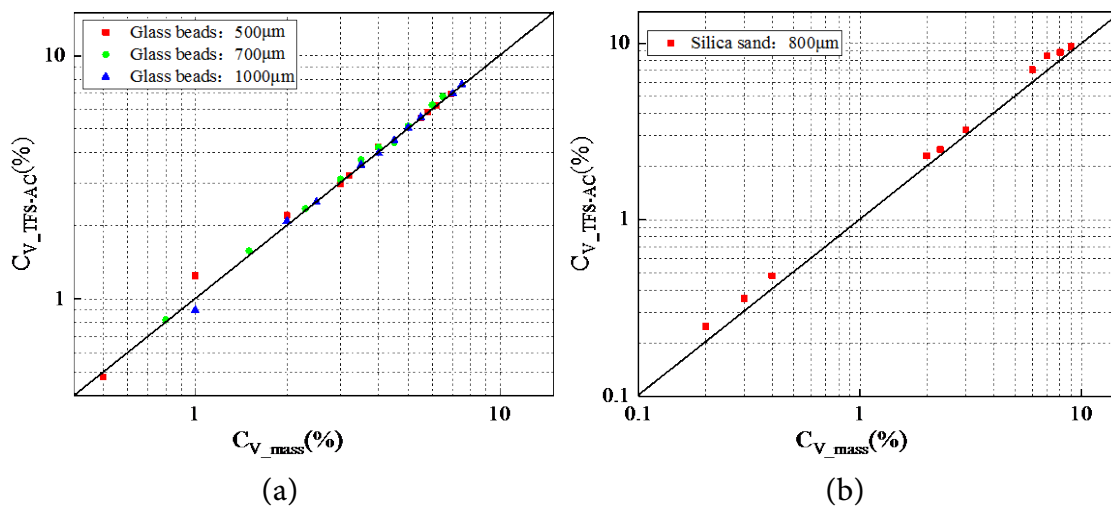 Glass beads：500μm
Glass beads：700μm
Glass beads：1000μm
10
1
C_V_TFS-AC(%)
1
10
C_V_mass(%)
(a)
Silica sand：800μm
10
1
0.1
C_V_TFS-AC(%)
0.1
1
10
C_V_mass(%)
(b)